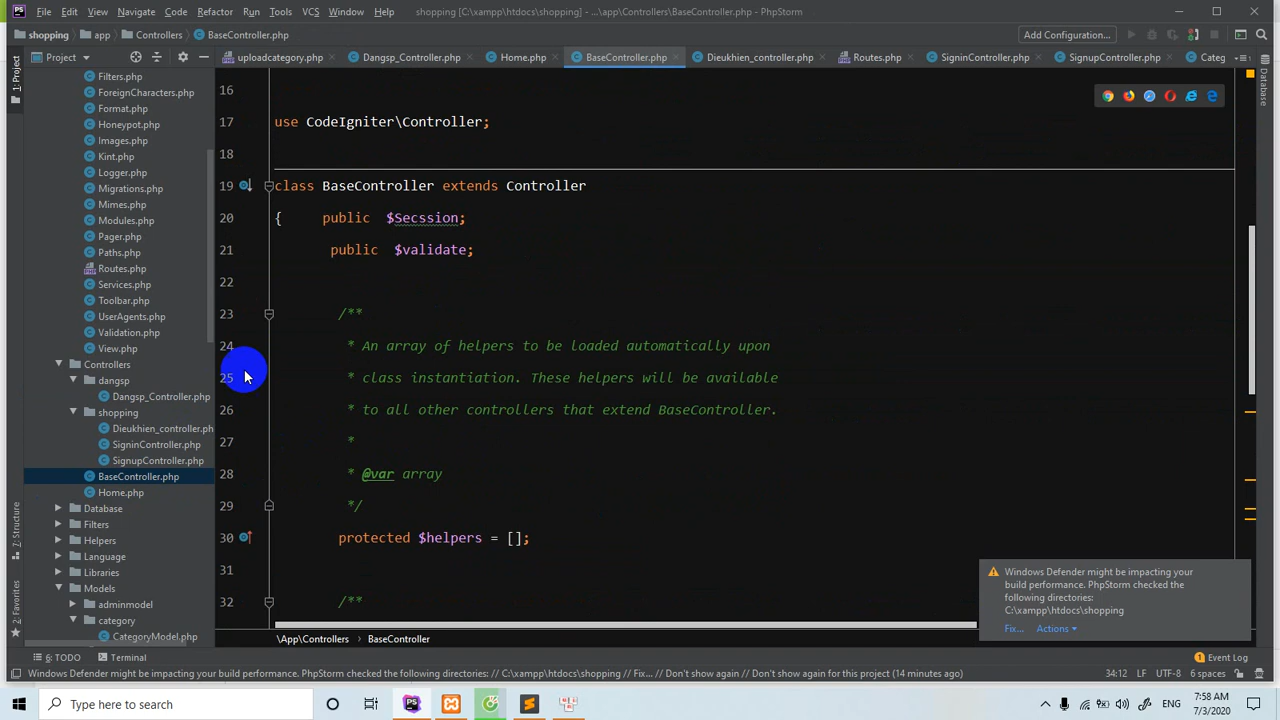 File Edit View Navigate Code Refactor Run Tools VCS Window Help shopping [C:\xampp\htdocs\shopping] - ...\app\Controllers\BaseController.php - PhpStorm
shopping app Controllers BaseController.php Add Configuration...
Project uploadcategory.php Dangsp_Controller.php Home.php BaseController.php Dieukhien_controller.php Routes.php SigninController.php SignupController.php Categ
1: Project
7: Structure
2: Favorites
Database
Filters.php
ForeignCharacters.php
Format.php
Honeypot.php
Images.php
Kint.php
Logger.php
Migrations.php
Mimes.php
Modules.php
Pager.php
Paths.php
Routes.php
Services.php
Toolbar.php
UserAgents.php
Validation.php
View.php
Controllers
dangsp
Dangsp_Controller.php
shopping
Dieukhien_controller.ph
SigninController.php
SignupController.php
BaseController.php
Home.php
Database
Filters
Helpers
Language
Libraries
Models
adminmodel
category
CategoryModel.php
16
17 use CodeIgniter\Controller;
18
19 class BaseController extends Controller
20 { public $Secssion;
21 public $validate;
22
23 /**
24 * An array of helpers to be loaded automatically upon
25 * class instantiation. These helpers will be available
26 * to all other controllers that extend BaseController.
27 *
28 * @var array
29 */
30 protected $helpers = [];
31
32 /**
Windows Defender might be impacting your
build performance. PhpStorm checked the
following directories:
C:\xampp\htdocs\shopping
Fix... Actions
\App\Controllers BaseController
6: TODO Terminal 1 Event Log
Windows Defender might be impacting your build performance. PhpStorm checked the following directories: // C:\xampp\htdocs\shopping // Fix... // Don't show again // Don't show again for this project (14 minutes ago) 34:12 LF UTF-8 6 spaces
Type here to search
7:58 AM
7/3/2020